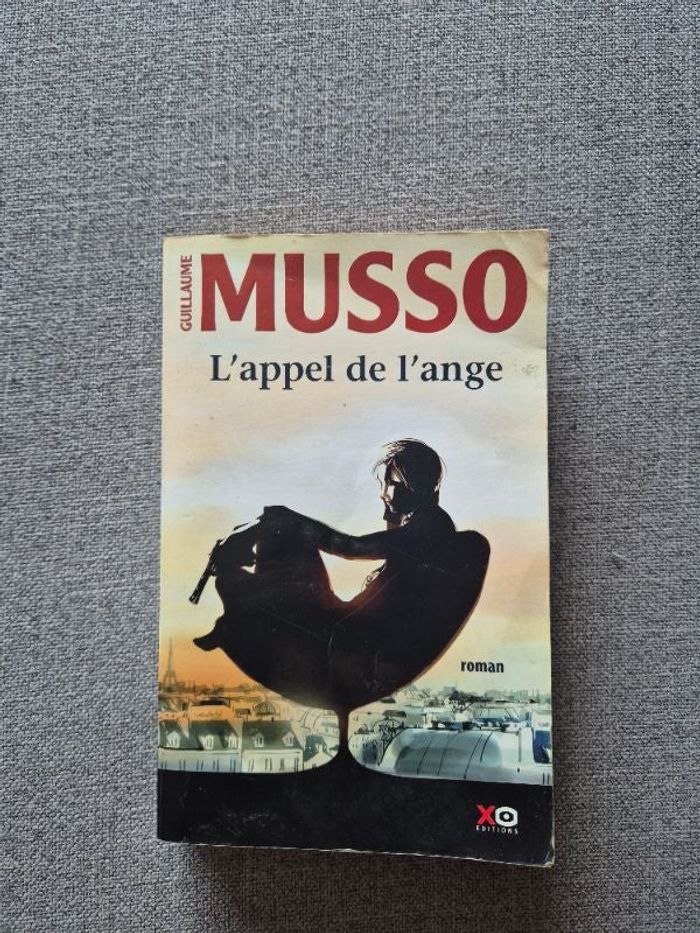 GUILLAUME
MUSSO
L'appel de l'ange
roman
XO
EDITIONS